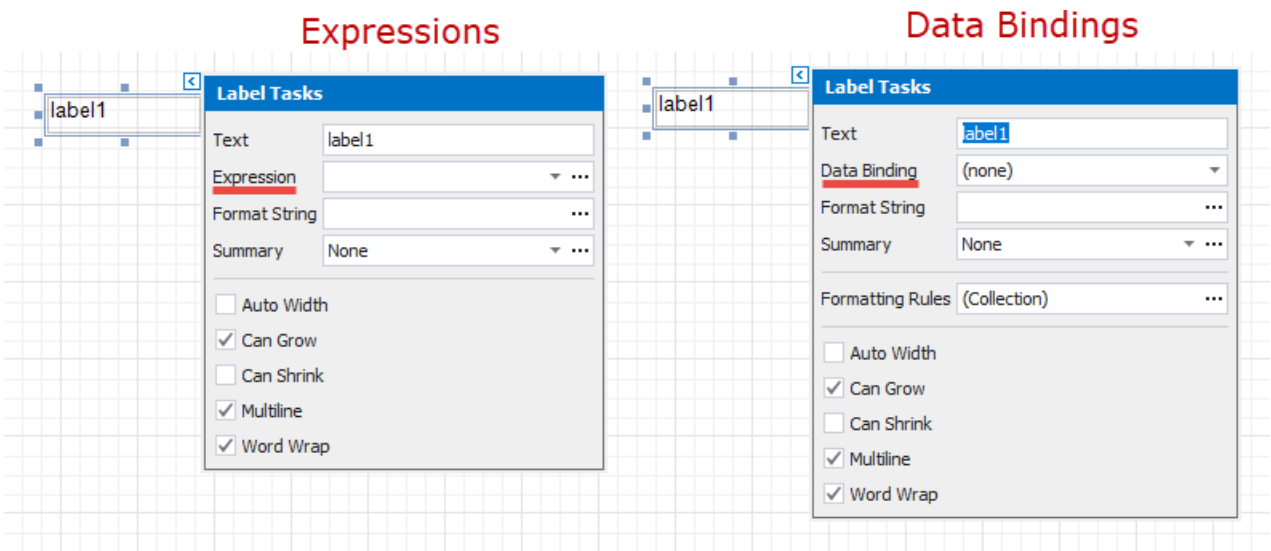 Expressions
label1
Label Tasks
Text label1
Expression
Format String
Summary None
Auto Width
Can Grow
Can Shrink
Multiline
Word Wrap
Data Bindings
label1
Label Tasks
Text label1
Data Binding (none)
Format String
Summary None
Formatting Rules (Collection)
Auto Width
Can Grow
Can Shrink
Multiline
Word Wrap